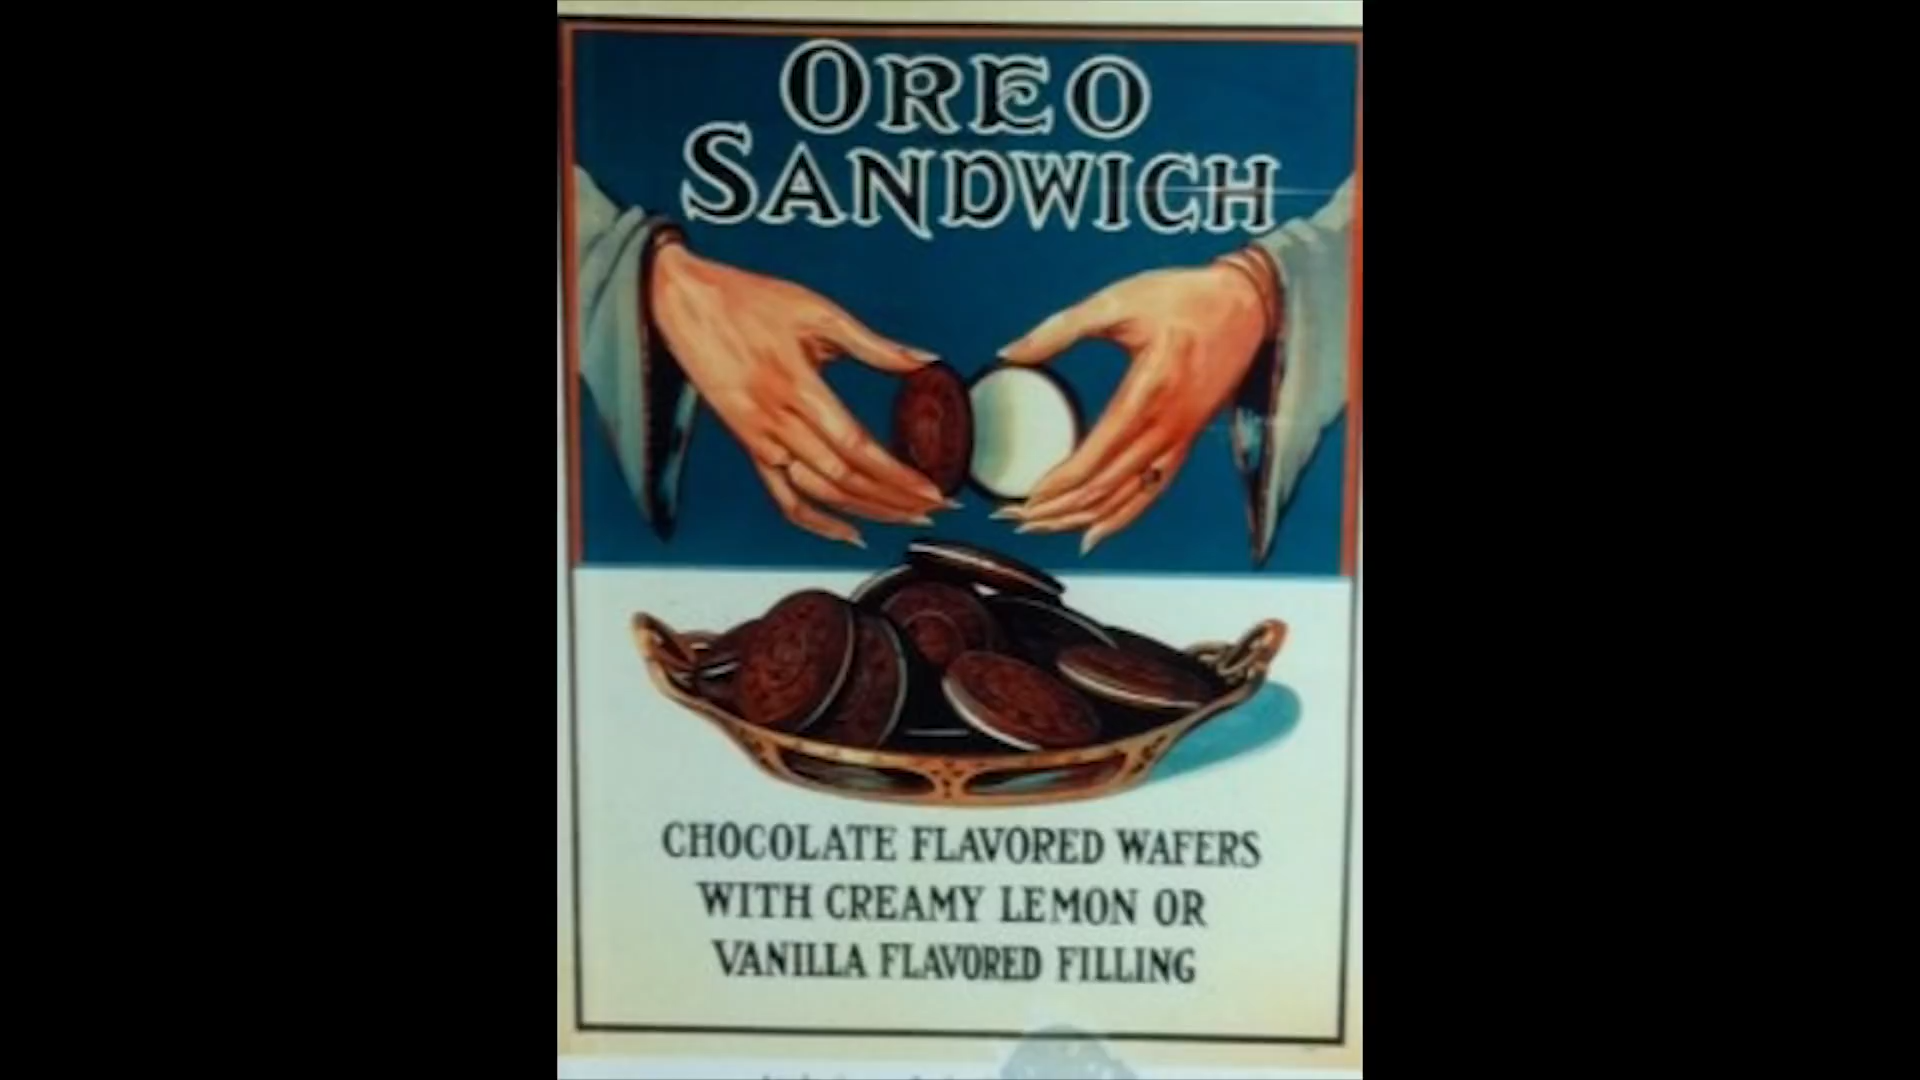 OREO
SANDWICH
CHOCOLATE FLAVORED WAFERS
WITH CREAMY LEMON OR
VANILLA FLAVORED FILLING